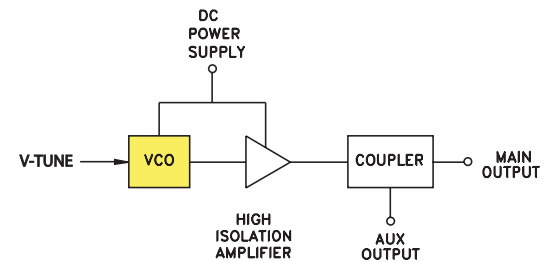 DC
POWER
SUPPLY
V-TUNE
VCO
COUPLER
MAIN
OUTPUT
HIGH
ISOLATION
AMPLIFIER
AUX
OUTPUT